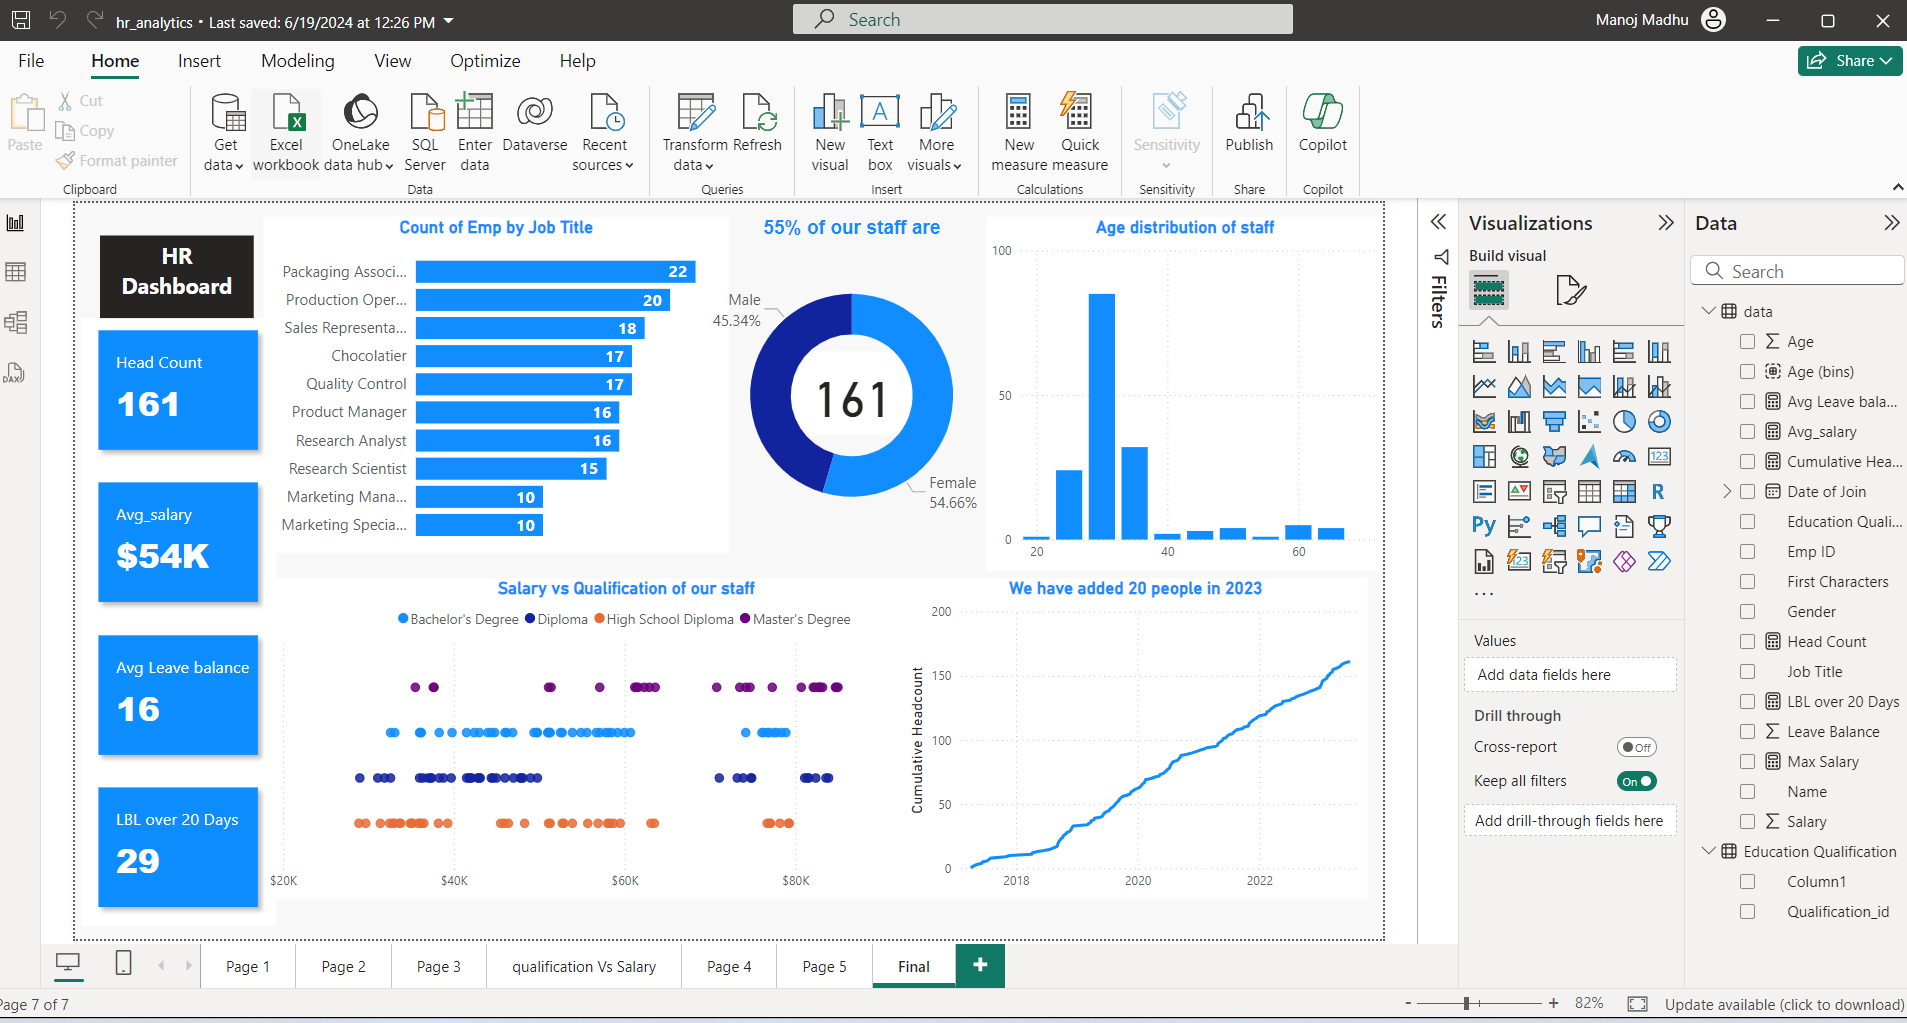 hr_analytics • Last saved: 6/19/2024 at 12:26 PM
Search
Manoj Madhu
File
Home
Insert
Modeling
View
Optimize
Help
Share
Paste
Cut
Copy
Format painter
Clipboard
Get
data
Excel
workbook
OneLake
data hub
SQL
Server
Enter
data
Dataverse
Recent
sources
Data
Transform
data
Refresh
Queries
New
visual
Text
box
More
visuals
Insert
New
measure
Quick
measure
Calculations
Sensitivity
Sensitivity
Publish
Share
Copilot
Copilot
HR
Dashboard
Head Count
161
Avg_salary
$54K
Avg Leave balance
16
LBL over 20 Days
29
Count of Emp by Job Title
Packaging Associ... 22
Production Oper... 20
Sales Representa... 18
Chocolatier 17
Quality Control 17
Product Manager 16
Research Analyst 16
Research Scientist 15
Marketing Mana... 10
Marketing Specia... 10
55% of our staff are
Male
45.34%
161
Female
54.66%
Age distribution of staff
100
50
0
20 40 60
Salary vs Qualification of our staff
Bachelor's Degree Diploma High School Diploma Master's Degree
$20K $40K $60K $80K
We have added 20 people in 2023
Cumulative Headcount
200
150
100
50
0
2018 2020 2022
Filters
Visualizations
Build visual
123
R
Py
123
...
Values
Add data fields here
Drill through
Cross-report
Off
Keep all filters
On
Add drill-through fields here
Data
Search
data
Age
Age (bins)
Avg Leave bala...
Avg_salary
Cumulative Hea...
Date of Join
Education Quali...
Emp ID
First Characters
Gender
Head Count
Job Title
LBL over 20 Days
Leave Balance
Max Salary
Name
Salary
Education Qualification
Column1
Qualification_id
DAX
Page 1
Page 2
Page 3
qualification Vs Salary
Page 4
Page 5
Final
+
Page 7 of 7
- + 82%
Update available (click to download)